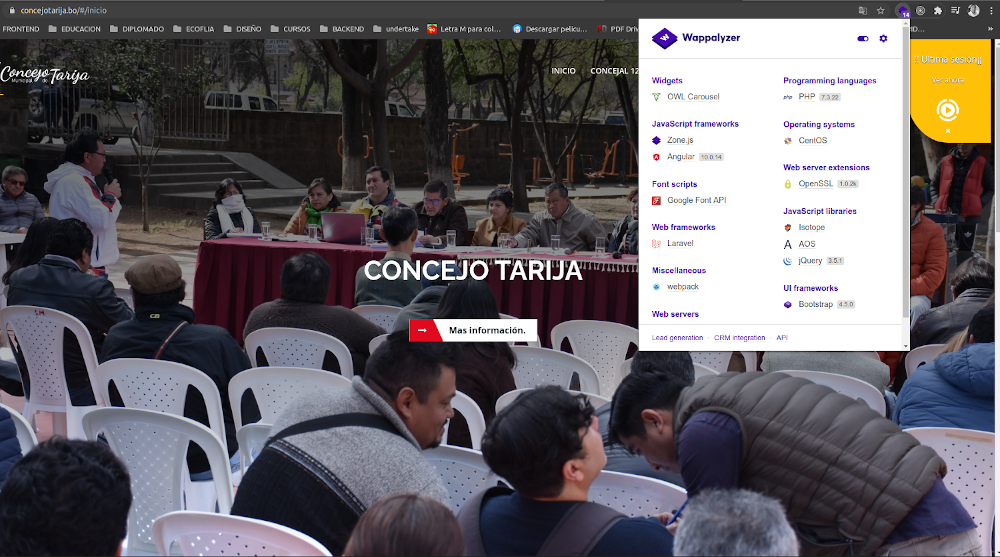 concejotarija.bo/#/inicio
14
FRONTEND EDUCACION DIPLOMADO ECOFLIA DISEÑO CURSOS BACKEND undertake Letra M para col... Descargar pelícu... PDF Driv
D...
Concejo Tarija
Municipal de
INICIO CONCEJAL 12
!! Ultima sesion
Ver ahora
Wappalyzer
Widgets
OWL Carousel
JavaScript frameworks
Zone.js
Angular 10.0.14
Font scripts
Google Font API
Web frameworks
Laravel
Miscellaneous
webpack
Web servers
Programming languages
php PHP 7.3.22
Operating systems
CentOS
Web server extensions
OpenSSL 1.0.2k
JavaScript libraries
Isotope
AOS
jQuery 3.5.1
UI frameworks
Bootstrap 4.5.0
Lead generation · CRM integration · API
CONCEJO TARIJA
Mas información.